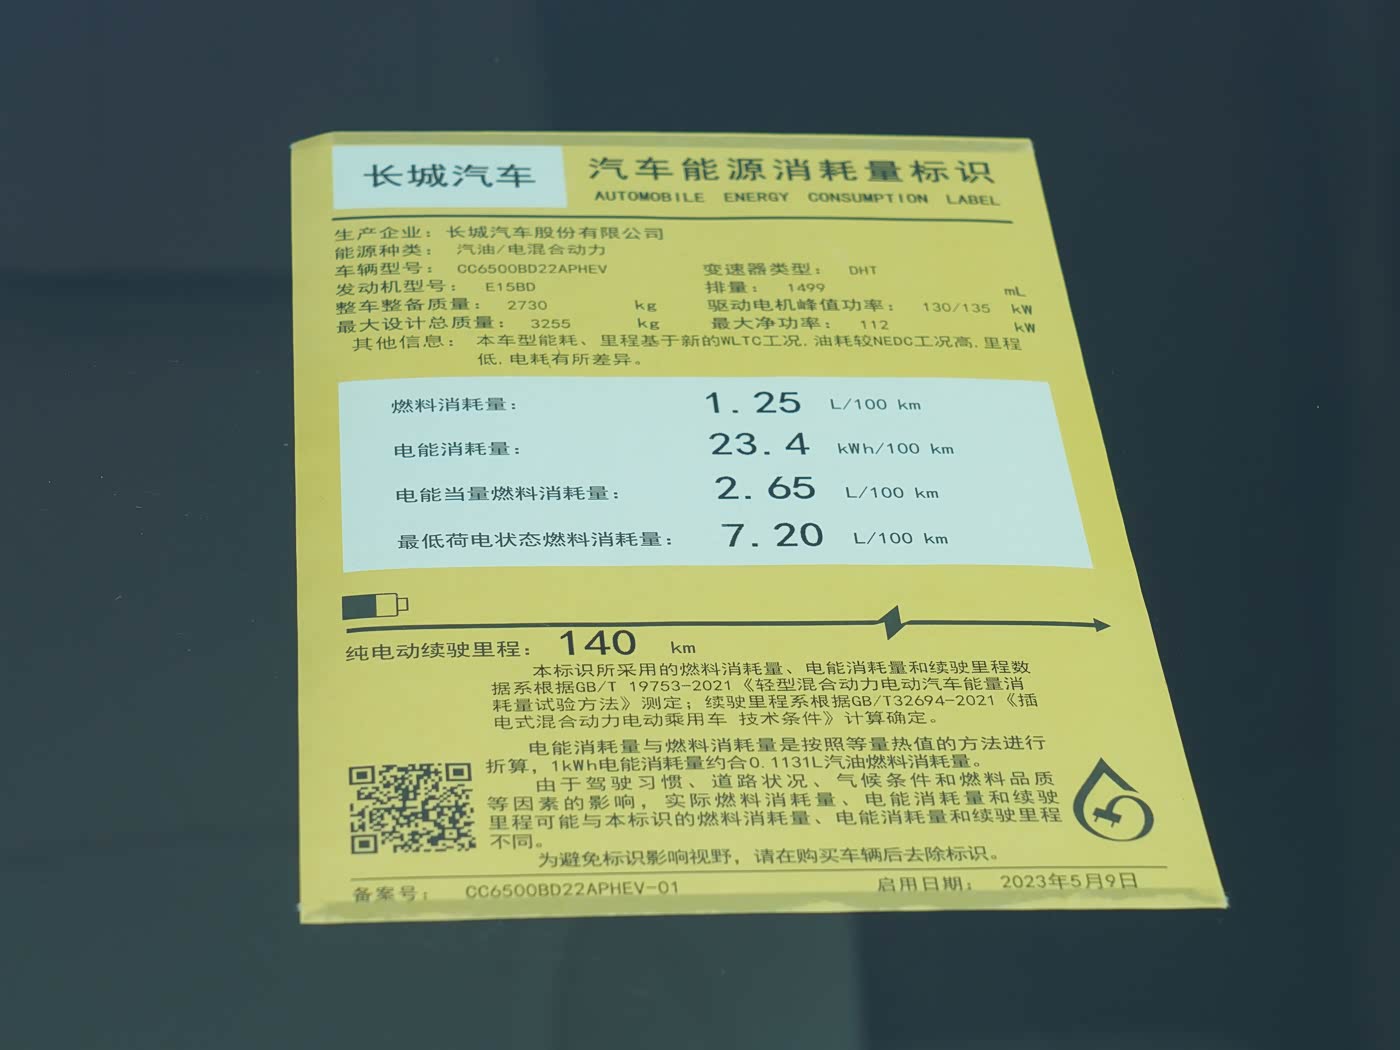 长城汽车
汽车能源消耗量标识
AUTOMOBILE ENERGY CONSUMPTION LABEL
生产企业：长城汽车股份有限公司
能源种类：汽油/电混合动力
车辆型号：CC6500BD22APHEV 变速器类型：DHT
发动机型号：E15BD 排量：1499 mL
整车整备质量：2730 kg 驱动电机峰值功率：130/135 kW
最大设计总质量：3255 kg 最大净功率：112 kW
其他信息：本车型能耗、里程基于新的WLTC工况,油耗较NEDC工况高,里程
低,电耗有所差异。
燃料消耗量：1.25 L/100 km
电能消耗量：23.4 kWh/100 km
电能当量燃料消耗量：2.65 L/100 km
最低荷电状态燃料消耗量：7.20 L/100 km
纯电动续驶里程：140 km
本标识所采用的燃料消耗量、电能消耗量和续驶里程数
据系根据GB/T 19753-2021《轻型混合动力电动汽车能量消
耗量试验方法》测定；续驶里程系根据GB/T32694-2021《插
电式混合动力电动乘用车 技术条件》计算确定。
电能消耗量与燃料消耗量是按照等量热值的方法进行
折算，1kWh电能消耗量约合0.1131L汽油燃料消耗量。
由于驾驶习惯、道路状况、气候条件和燃料品质
等因素的影响，实际燃料消耗量、电能消耗量和续驶
里程可能与本标识的燃料消耗量、电能消耗量和续驶里程
不同。
为避免标识影响视野，请在购买车辆后去除标识。
备案号：CC6500BD22APHEV-01 启用日期：2023年5月9日